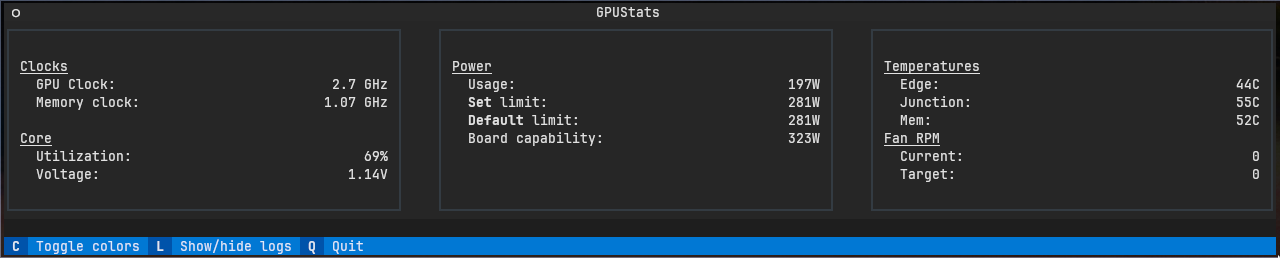 GPUStats
Clocks
GPU Clock: 2.7 GHz
Memory clock: 1.07 GHz
Core
Utilization: 69%
Voltage: 1.14V
Power
Usage: 197W
Set limit: 281W
Default limit: 281W
Board capability: 323W
Temperatures
Edge: 44C
Junction: 55C
Mem: 52C
Fan RPM
Current: 0
Target: 0
C Toggle colors L Show/hide logs Q Quit